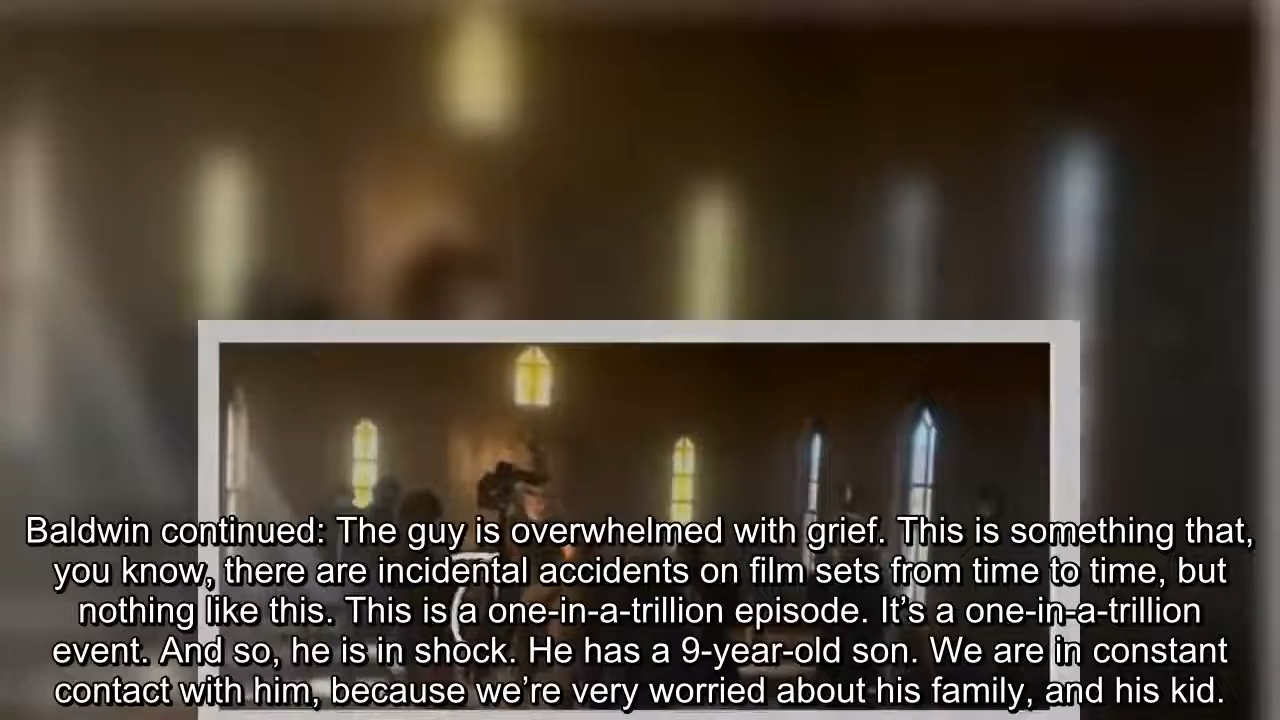 Baldwin continued: The guy is overwhelmed with grief. This is something that,
you know, there are incidental accidents on film sets from time to time, but
nothing like this. This is a one-in-a-trillion episode. It’s a one-in-a-trillion
event. And so, he is in shock. He has a 9-year-old son. We are in constant
contact with him, because we’re very worried about his family, and his kid.